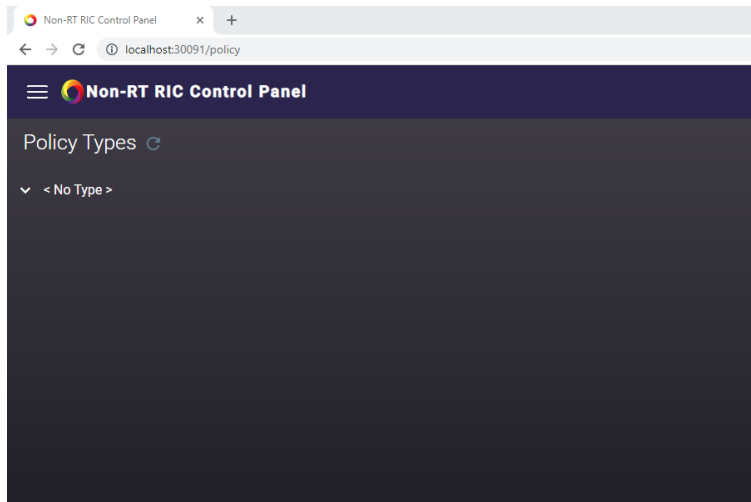 Non-RT RIC Control Panel
localhost:30091/policy
Non-RT RIC Control Panel
Policy Types
< No Type >